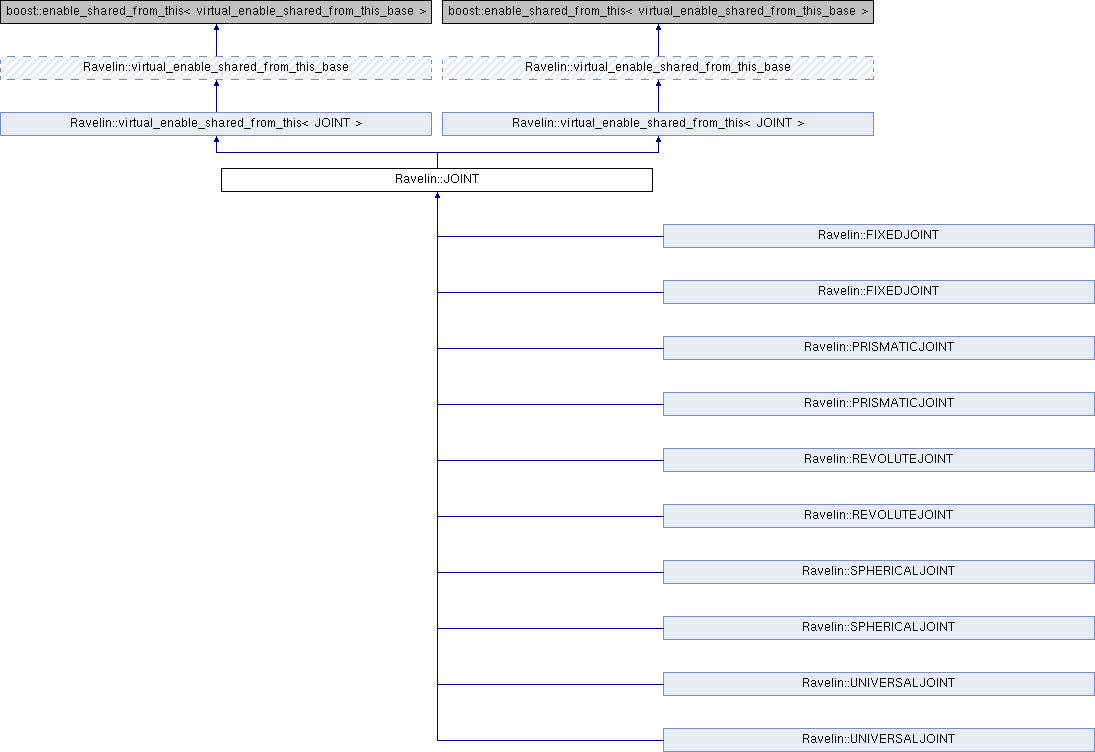 boost::enable_shared_from_this< virtual_enable_shared_from_this_base >
boost::enable_shared_from_this< virtual_enable_shared_from_this_base >
Ravelin::virtual_enable_shared_from_this_base
Ravelin::virtual_enable_shared_from_this_base
Ravelin::virtual_enable_shared_from_this< JOINT >
Ravelin::virtual_enable_shared_from_this< JOINT >
Ravelin::JOINT
Ravelin::FIXEDJOINT
Ravelin::FIXEDJOINT
Ravelin::PRISMATICJOINT
Ravelin::PRISMATICJOINT
Ravelin::REVOLUTEJOINT
Ravelin::REVOLUTEJOINT
Ravelin::SPHERICALJOINT
Ravelin::SPHERICALJOINT
Ravelin::UNIVERSALJOINT
Ravelin::UNIVERSALJOINT